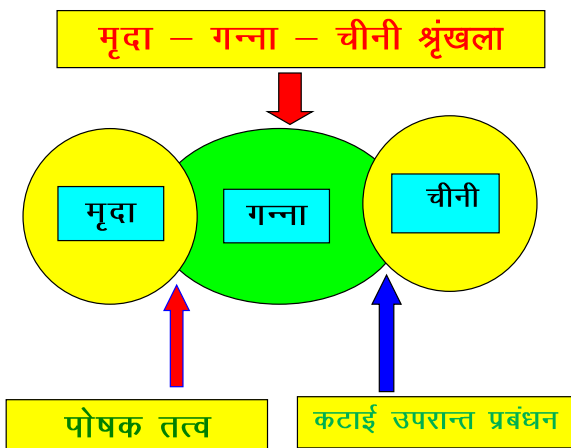 मृदा – गन्ना – चीनी श्रृंखला
मृदा
गन्ना
चीनी
पोषक तत्व
कटाई उपरान्त प्रबंधन